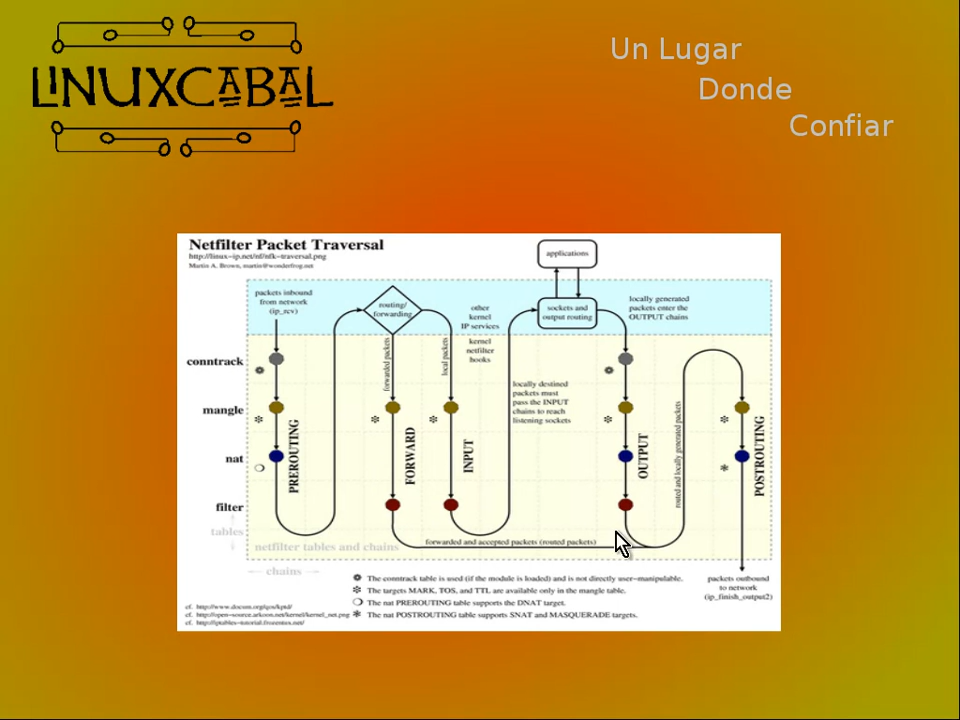 LINUXCABAL
Un Lugar
Donde
Confiar
Netfilter Packet Traversal
http://linux-ip.net/nf/nfk-traversal.png
Martin A. Brown, martin@wonderfrog.net
applications
packets inbound
from network
(ip_rcv)
routing/
forwarding
other
kernel
IP services
sockets and
output routing
locally generated
packets enter the
OUTPUT chains
kernel
netfilter
hooks
conntrack
forwarded packets
local packets
locally destined
packets must
pass the INPUT
chains to reach
listening sockets
mangle
nat
filter
PREROUTING
FORWARD
INPUT
OUTPUT
routed and locally generated packets
POSTROUTING
tables
netfilter tables and chains
forwarded and accepted packets (routed packets)
chains
The conntrack table is used (if the module is loaded) and is not directly user-manipulable.
The targets MARK, TOS, and TTL are available only in the mangle table.
The nat PREROUTING table supports the DNAT target.
The nat POSTROUTING table supports SNAT and MASQUERADE targets.
packets outbound
to network
(ip_finish_output2)
cf. http://www.docum.org/qos/kptd/
cf. http://open-source.arkoon.net/kernel/kernel_net.png
cf. http://iptables-tutorial.frozentux.net/